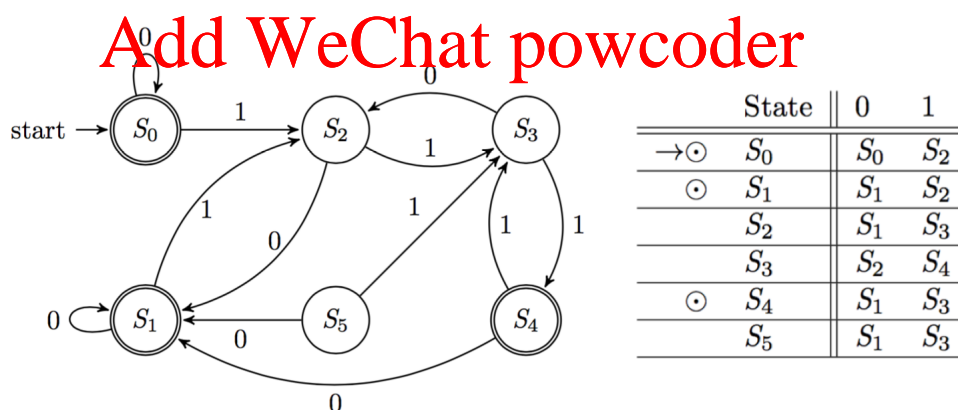 Add WeChat powcoder
0
0
start
S0
1
S2
1
S3
State 0 1
→⊙ S0 S0 S2
⊙ S1 S1 S2
S2 S1 S3
S3 S2 S4
⊙ S4 S1 S3
S5 S1 S3
1
0
1
1
1
0
S1
0
S5
S4
0